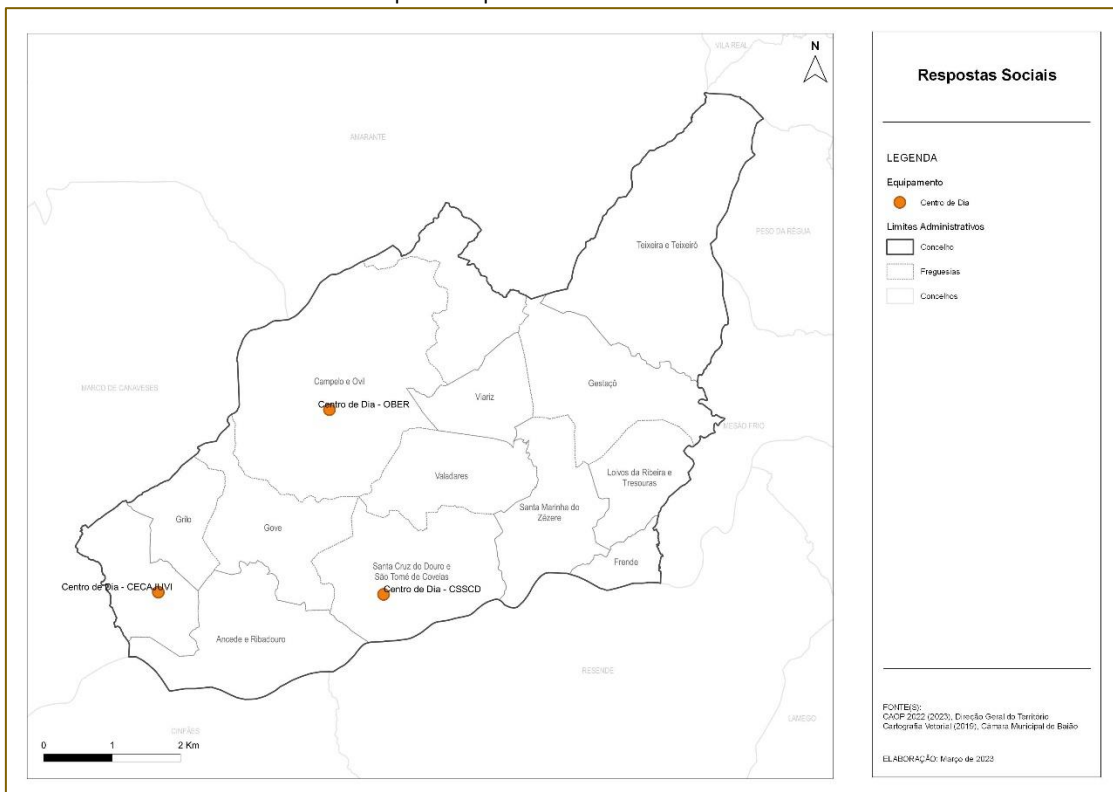 VILA REAL
N
AMARANTE
Teixeira e Teixeiró
PESO DA RÉGUA
MARCO DE CANAVESES
Campelo e Ovil
Centro de Dia - OBER
Viariz
Gestaçô
MESÃO FRIO
Valadares
Loivos da Ribeira e
Tresouras
Santa Marinha do
Zêzere
Grilo
Gove
Frende
Santa Cruz do Douro e
São Tomé de Covelas
Centro de Dia - CSSCD
Centro de Dia - CECAJUVI
Ancede e Ribadouro
RESENDE
LAMEGO
CINFÃES
0 1 2 Km
Respostas Sociais
LEGENDA
Equipamento
Centro de Dia
Limites Administrativos
Concelho
Freguesias
Concelhos
FONTE(S):
CAOP 2022 (2023), Direção Geral do Território
Cartografia Vetorial (2019), Câmara Municipal de Baião
ELABORAÇÃO: Março de 2023